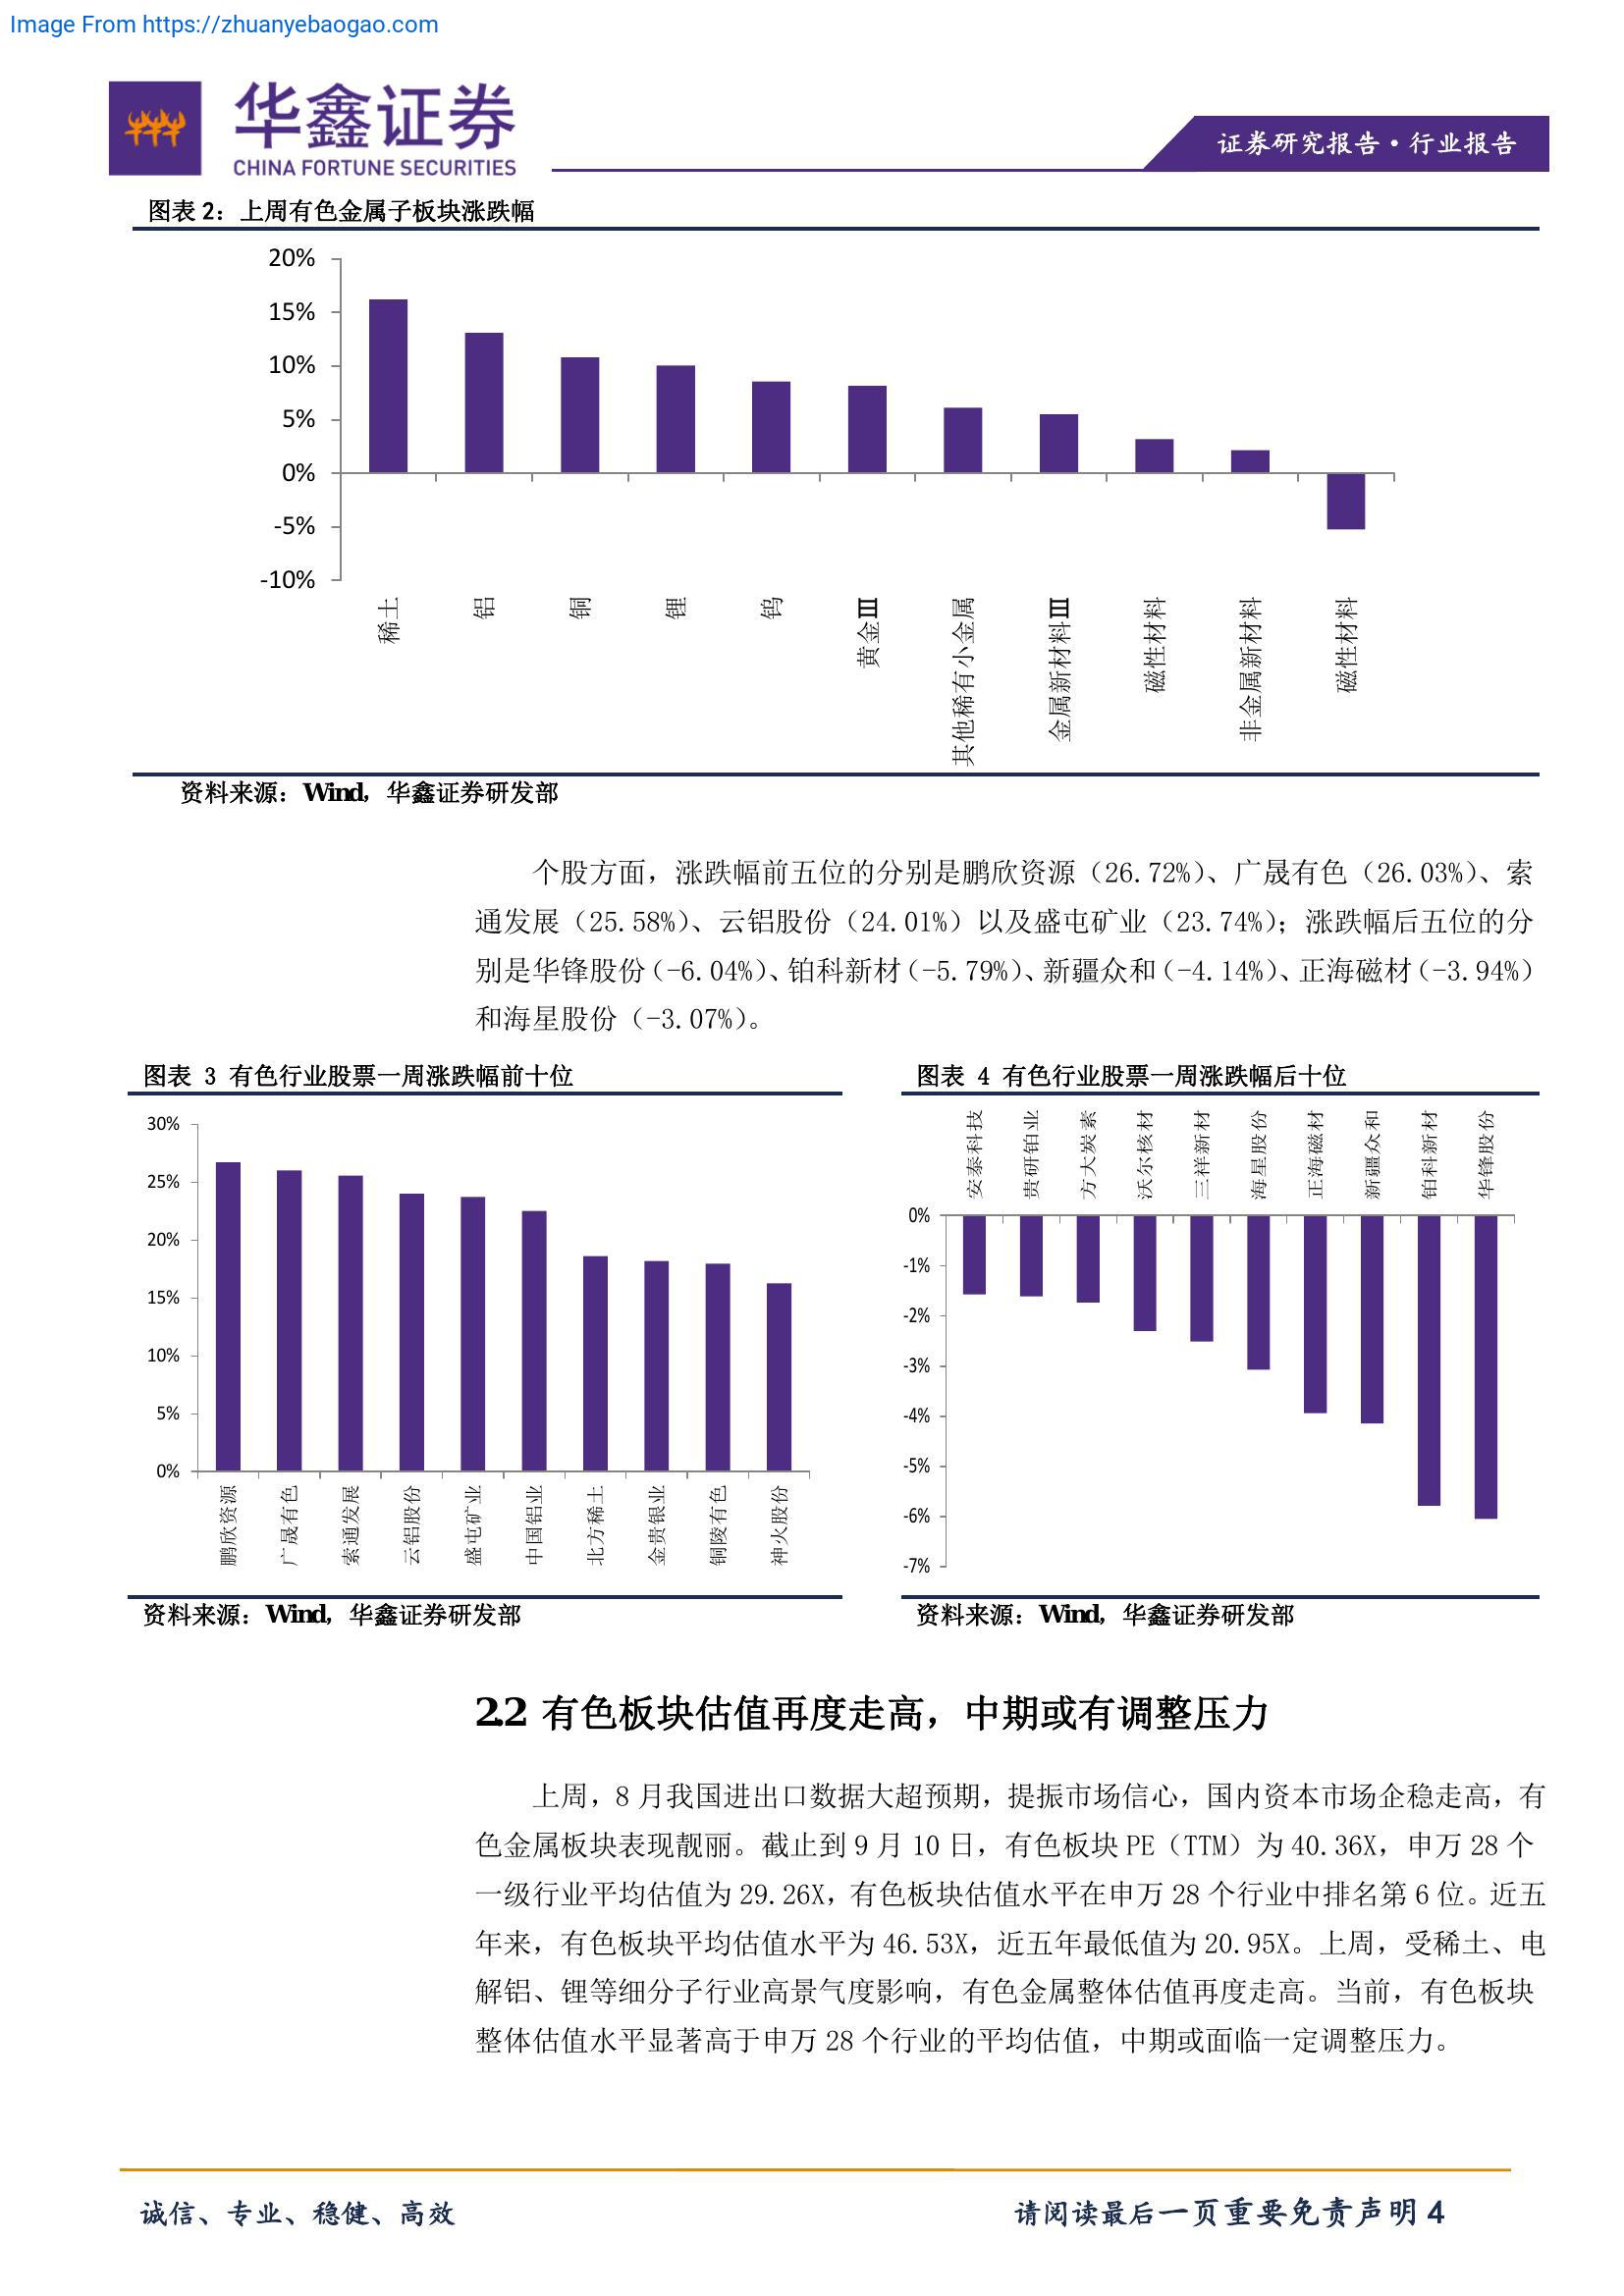 Image From https://zhuanyebaogao.com
华鑫证券
CHINA FORTUNE SECURITIES
证券研究报告·行业报告
图表 2：上周有色金属子板块涨跌幅
20%
15%
10%
5%
0%
-5%
-10%
稀土
铝
铜
锂
钨
黄金Ⅲ
其他稀有小金属
金属新材料Ⅲ
磁性材料
非金属新材料
磁性材料
资料来源：Wind，华鑫证券研发部
个股方面，涨跌幅前五位的分别是鹏欣资源（26.72%）、广晟有色（26.03%）、索
通发展（25.58%）、云铝股份（24.01%）以及盛屯矿业（23.74%）；涨跌幅后五位的分
别是华锋股份（-6.04%）、铂科新材（-5.79%）、新疆众和（-4.14%）、正海磁材（-3.94%）
和海星股份（-3.07%）。
图表 3 有色行业股票一周涨跌幅前十位
30%
25%
20%
15%
10%
5%
0%
鹏欣资源
广晟有色
索通发展
云铝股份
盛屯矿业
中国铝业
北方稀土
金贵银业
铜陵有色
神火股份
资料来源：Wind，华鑫证券研发部
图表 4 有色行业股票一周涨跌幅后十位
安泰科技
贵研铂业
方大炭素
沃尔核材
三祥新材
海星股份
正海磁材
新疆众和
铂科新材
华锋股份
0%
-1%
-2%
-3%
-4%
-5%
-6%
-7%
资料来源：Wind，华鑫证券研发部
2.2 有色板块估值再度走高，中期或有调整压力
上周，8 月我国进出口数据大超预期，提振市场信心，国内资本市场企稳走高，有
色金属板块表现靓丽。截止到 9 月 10 日，有色板块 PE（TTM）为 40.36X，申万 28 个
一级行业平均估值为 29.26X，有色板块估值水平在申万 28 个行业中排名第 6 位。近五
年来，有色板块平均估值水平为 46.53X，近五年最低值为 20.95X。上周，受稀土、电
解铝、锂等细分子行业高景气度影响，有色金属整体估值再度走高。当前，有色板块
整体估值水平显著高于申万 28 个行业的平均估值，中期或面临一定调整压力。
诚信、专业、稳健、高效
请阅读最后一页重要免责声明 4